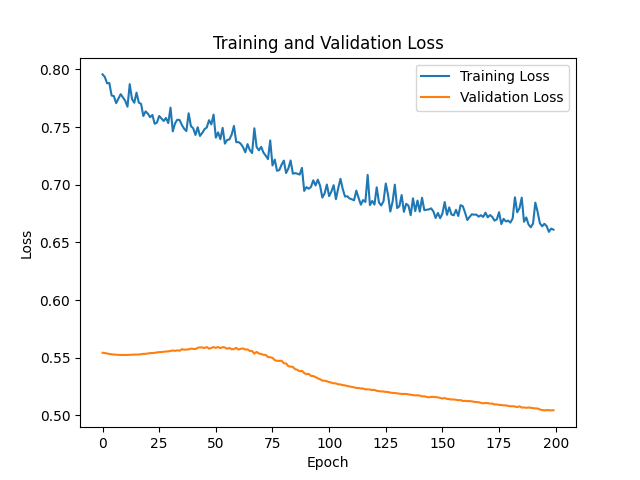 Training and Validation Loss
Training Loss
Validation Loss
0.80
0.75
0.70
0.65
0.60
0.55
0.50
Loss
0 25 50 75 100 125 150 175 200
Epoch